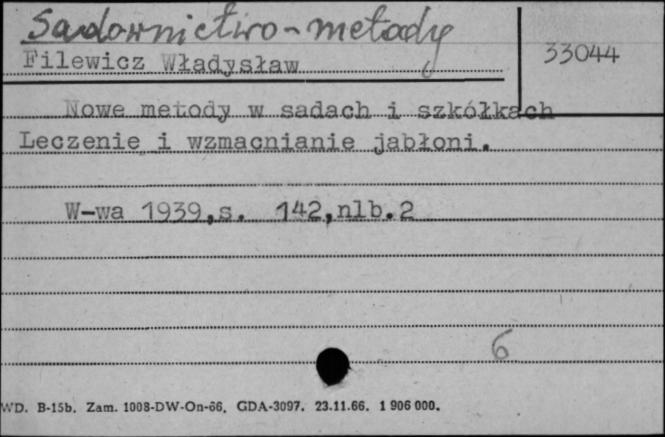 Sadownictwo-metody
Filewicz Władysław
33044
Nowe metody w sadach i szkółkach
Leczenie i wzmacnianie jabłoni.
W-wa 1939,s. 142,nlb.2
6
WD. B-15b. Zam. 1008-DW-On-66. GDA-3097. 23.11.66. 1 906 000.